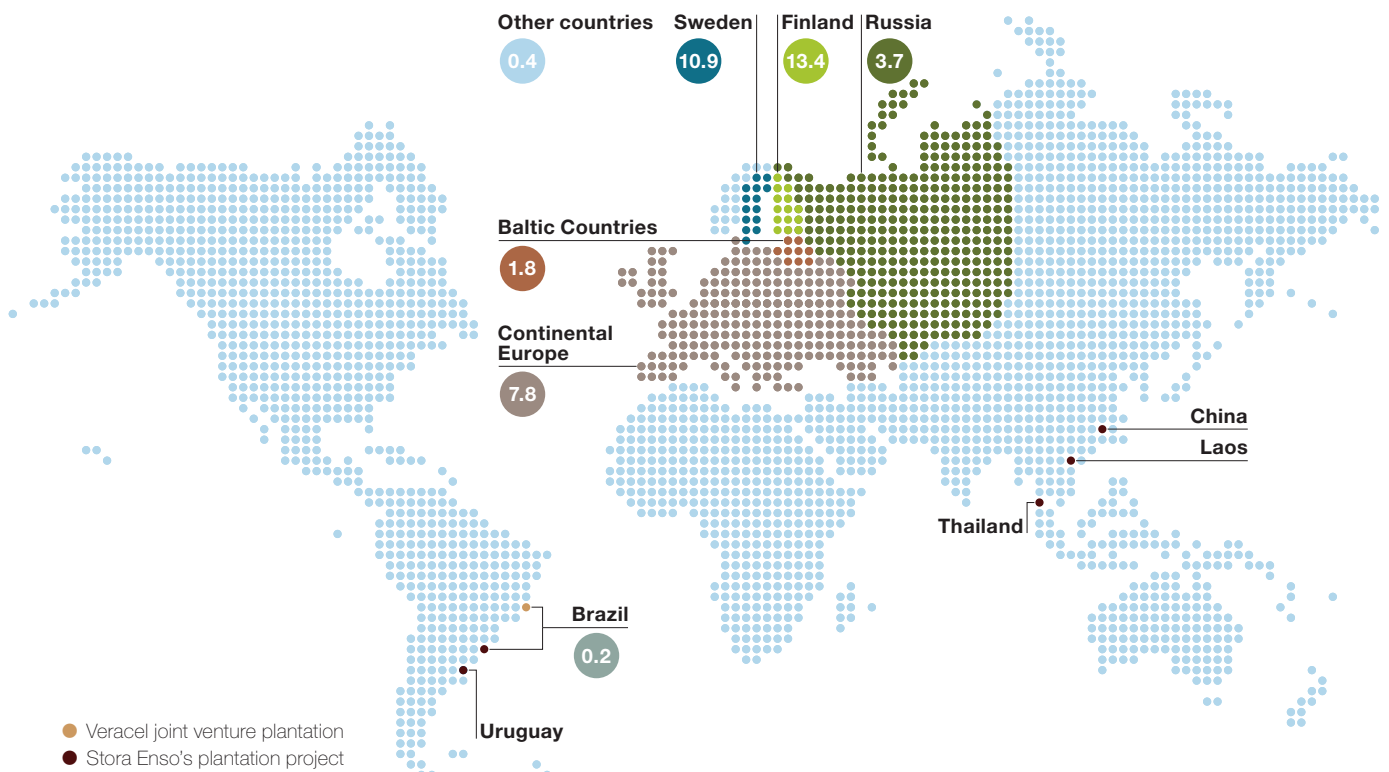 Other countries
0.4
Sweden
10.9
Finland
13.4
Russia
3.7
Baltic Countries
1.8
Continental
Europe
7.8
China
Laos
Thailand
Brazil
0.2
Uruguay
Veracel joint venture plantation
Stora Enso's plantation project